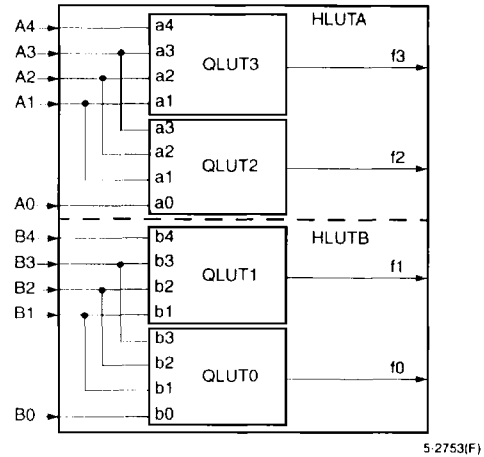 HLUTA
A4 a4
A3 a3
QLUT3 f3
A2 a2
A1 a1
a3
a2
QLUT2 f2
a1
A0 a0
B4 b4 HLUTB
B3 b3
QLUT1 f1
B2 b2
B1 b1
b3
b2
QLUT0 f0
b1
B0 b0
5-2753(F)